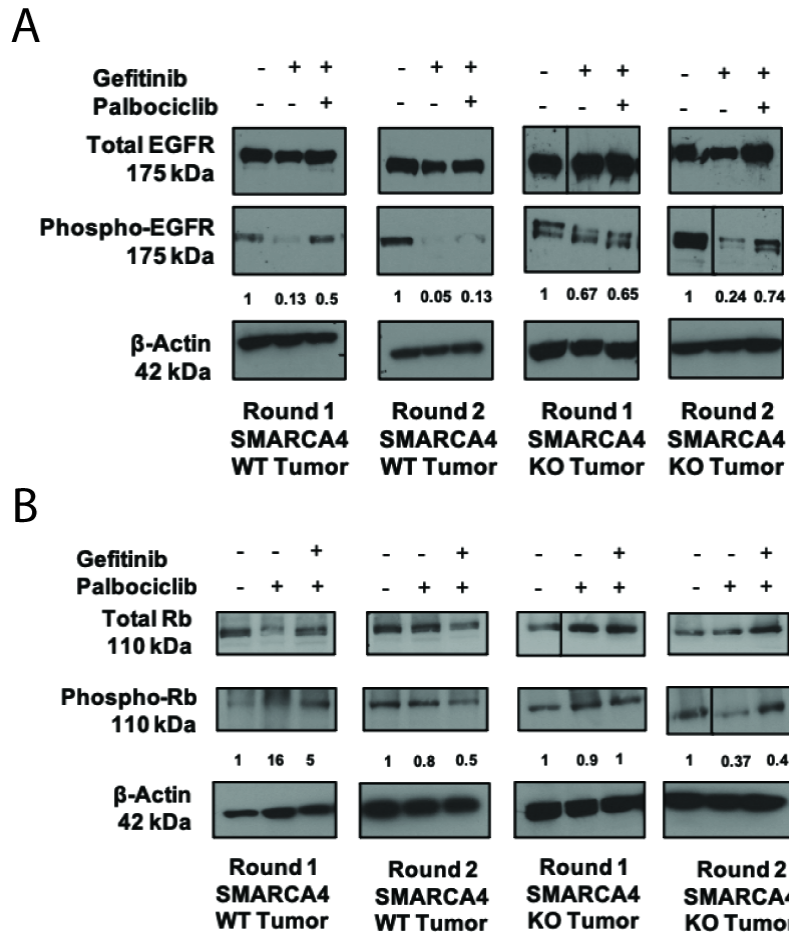 A
Gefitinib - + + - + + - + + - + +
Palbociclib - - + - - + - - + - - +
Total EGFR
175 kDa
Phospho-EGFR
175 kDa
1 0.13 0.5 1 0.05 0.13 1 0.67 0.65 1 0.24 0.74
β-Actin
42 kDa
Round 1 Round 2 Round 1 Round 2
SMARCA4 SMARCA4 SMARCA4 SMARCA4
WT Tumor WT Tumor KO Tumor KO Tumor
B
Gefitinib - - + - - + - - + - - +
Palbociclib - + + - + + - + + - + +
Total Rb
110 kDa
Phospho-Rb
110 kDa
1 16 5 1 0.8 0.5 1 0.9 1 1 0.37 0.4
β-Actin
42 kDa
Round 1 Round 2 Round 1 Round 2
SMARCA4 SMARCA4 SMARCA4 SMARCA4
WT Tumor WT Tumor KO Tumor KO Tumor